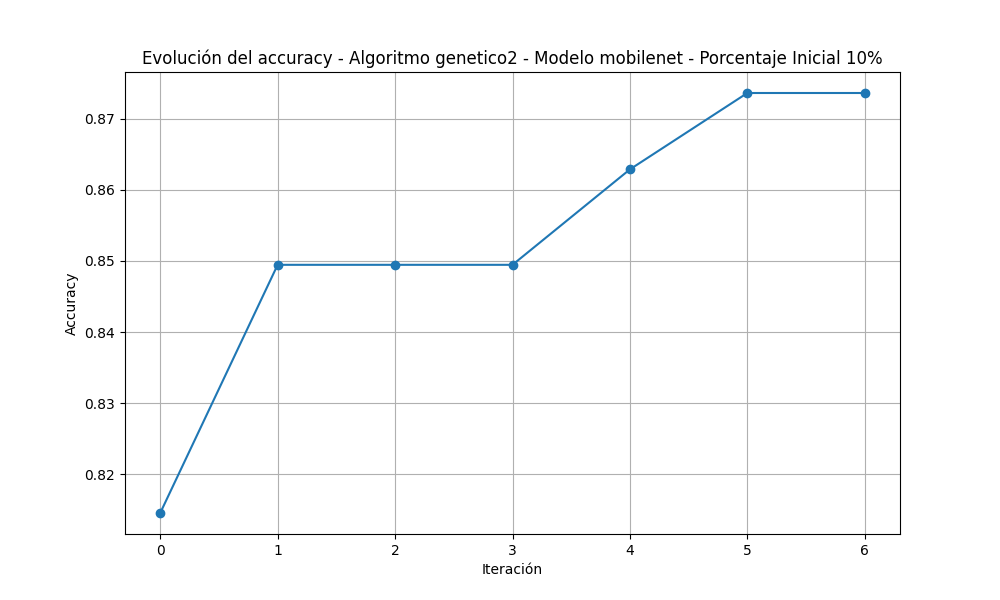 Evolución del accuracy - Algoritmo genetico2 - Modelo mobilenet - Porcentaje Inicial 10%
0.87
0.86
0.85
0.84
0.83
0.82
Accuracy
0 1 2 3 4 5 6
Iteración